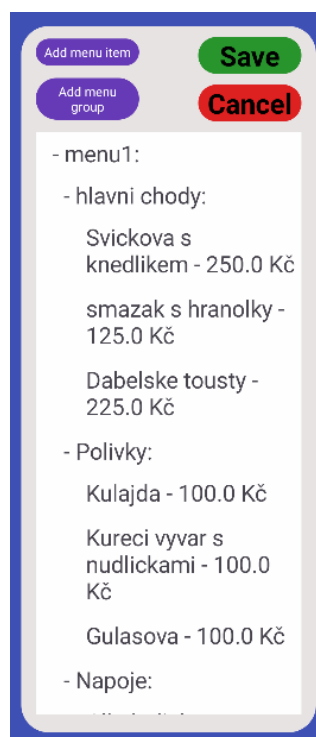 Add menu item
Save
Add menu
group
Cancel
- menu1:
- hlavni chody:
Svickova s
knedlikem - 250.0 Kč
smazak s hranolky -
125.0 Kč
Dabelske tousty -
225.0 Kč
- Polivky:
Kulajda - 100.0 Kč
Kureci vyvar s
nudlickami - 100.0
Kč
Gulasova - 100.0 Kč
- Napoje: